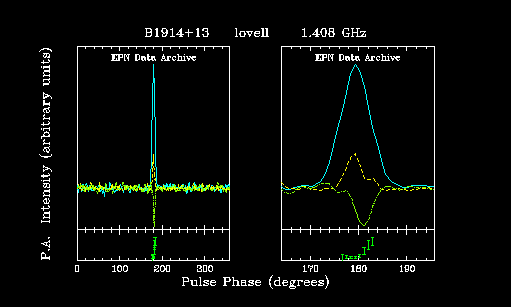 B1914+13 lovell 1.408 GHz
EPN Data Archive EPN Data Archive
P.A. Intensity (arbitrary units)
0 100 200 300 170 180 190
Pulse Phase (degrees)